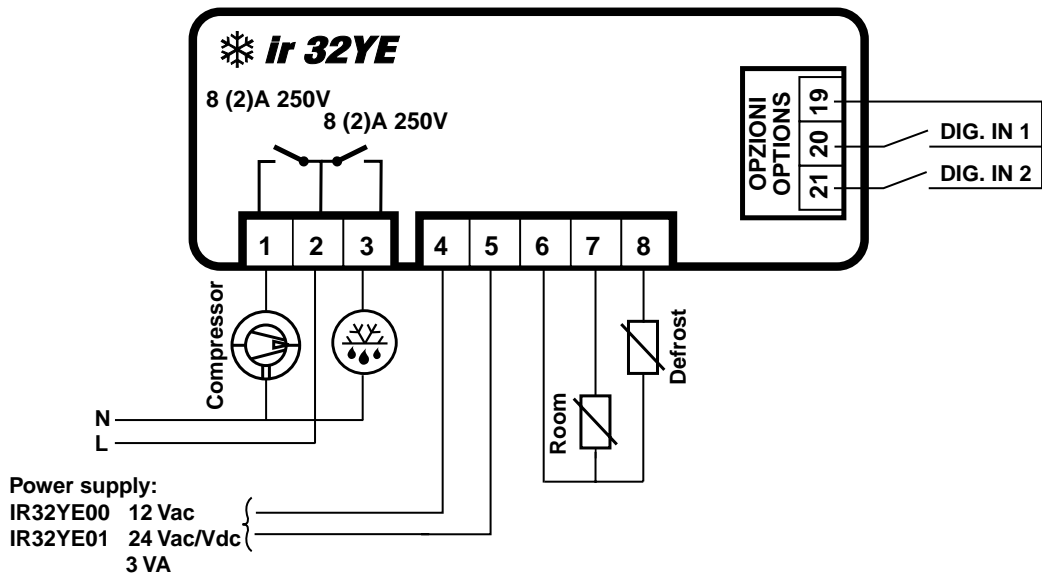 ir 32YE
8 (2)A 250V
8 (2)A 250V
OPZIONI
OPTIONS
19
20
21
DIG. IN 1
DIG. IN 2
1 2 3 4 5 6 7 8
Compressor
Defrost
Room
N
L
Power supply:
IR32YE00 12 Vac
IR32YE01 24 Vac/Vdc
3 VA